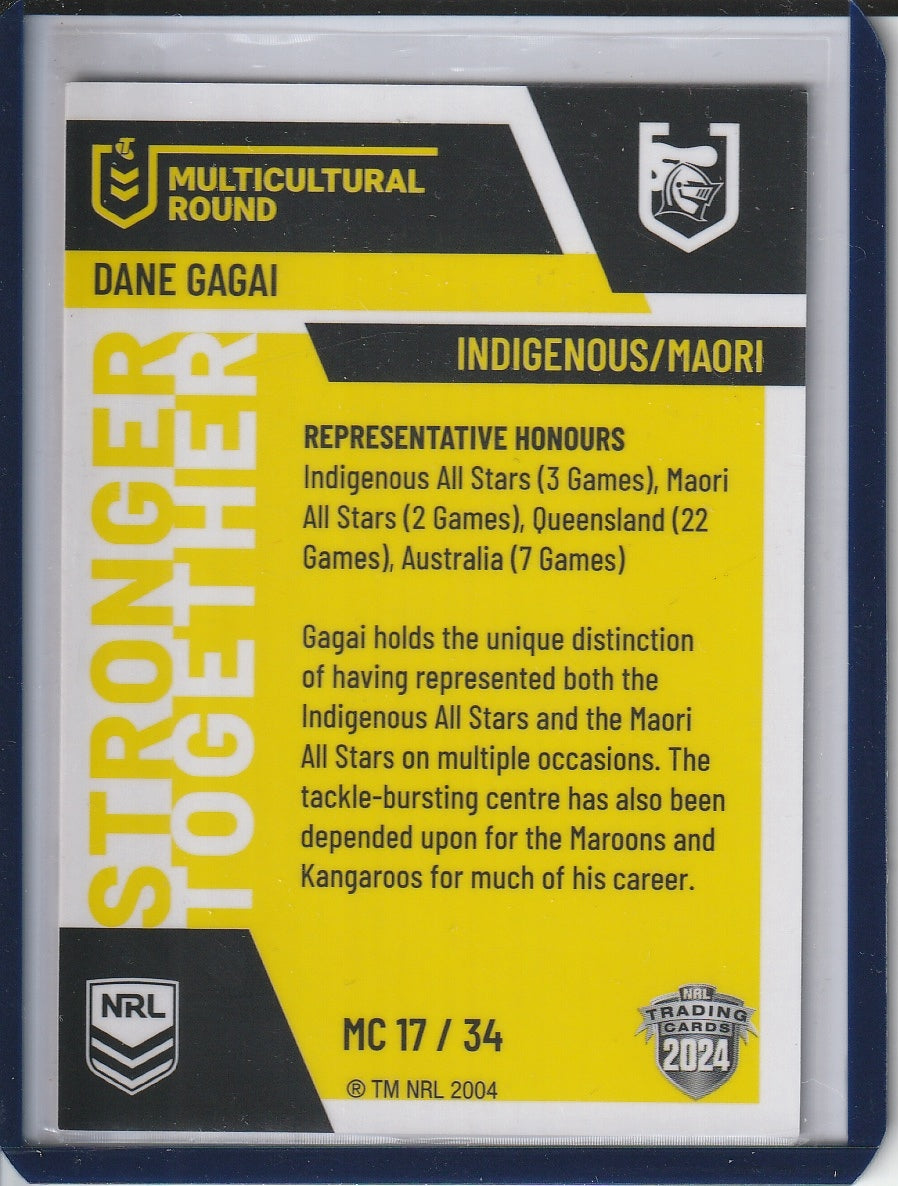 MULTICULTURAL
ROUND
DANE GAGAI
INDIGENOUS/MAORI
STRONGER
TOGETHER
REPRESENTATIVE HONOURS
Indigenous All Stars (3 Games), Maori
All Stars (2 Games), Queensland (22
Games), Australia (7 Games)
Gagai holds the unique distinction
of having represented both the
Indigenous All Stars and the Maori
All Stars on multiple occasions. The
tackle-bursting centre has also been
depended upon for the Maroons and
Kangaroos for much of his career.
NRL
MC 17 / 34
® TM NRL 2004
NRL
TRADING
CARDS
2024